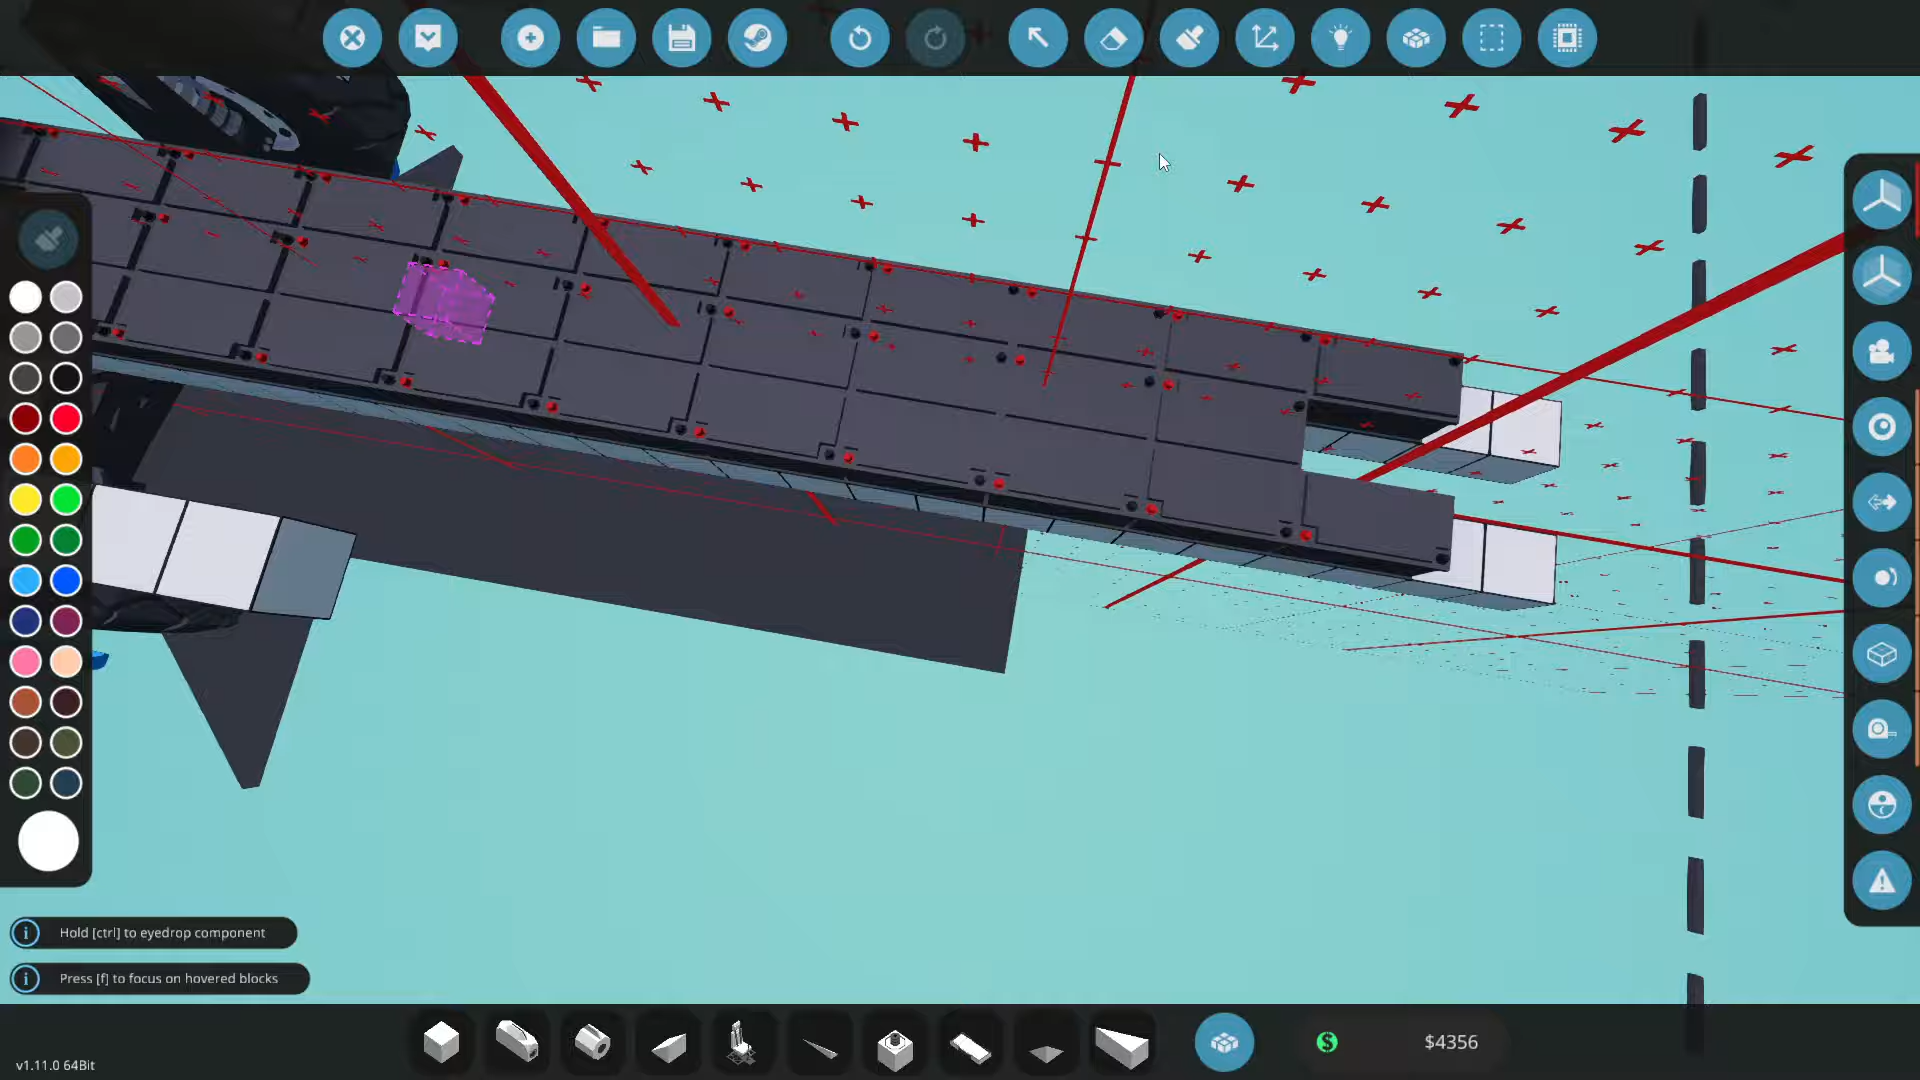 Hold [ctrl] to eyedrop component
Press [f] to focus on hovered blocks
$4356
v1.11.0 64Bit